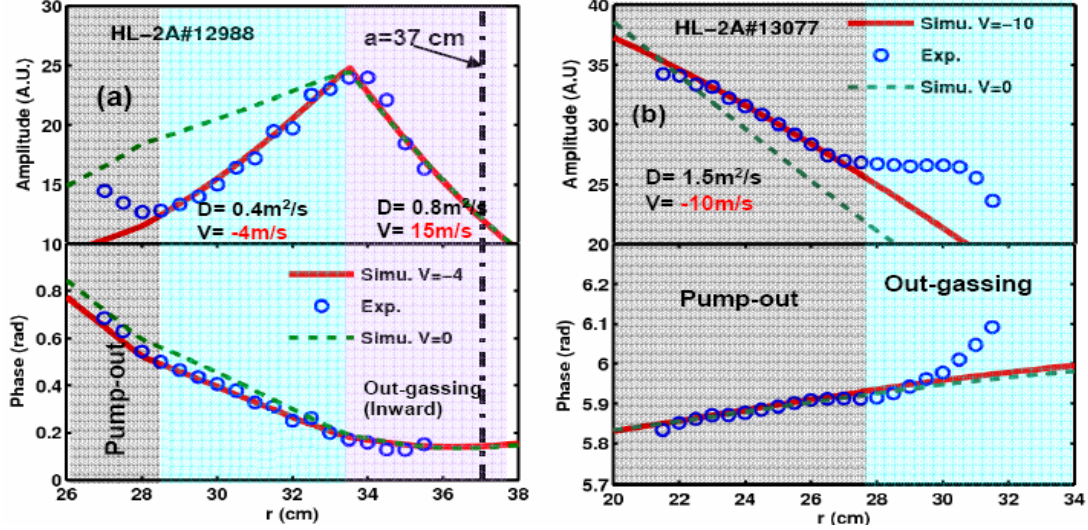 40
30
HL-2A#12988
a=37 cm
25
(a)
20
15
D= 0.4m²/s
V= -4m/s
D= 0.8m²/s
V= 15m/s
10
Amplitude (A.U.)
0.8
0.6
0.4
0.2
0
Phase (rad)
Simu. V=-4
Exp.
Simu. V=0
Pump-out
Out-gassing
(Inward)
26 28 30 32 34 36 38
r (cm)
HL-2A#13077
Simu. V=-10
Exp.
Simu. V=0
35
(b)
30
25
20
D= 1.5m²/s
V= -10m/s
Amplitude (A.U)
6.2
6.1
6
5.9
5.8
5.7
Phase (rad)
Pump-out
Out-gassing
20 22 24 26 28 30 32 34
r (cm)